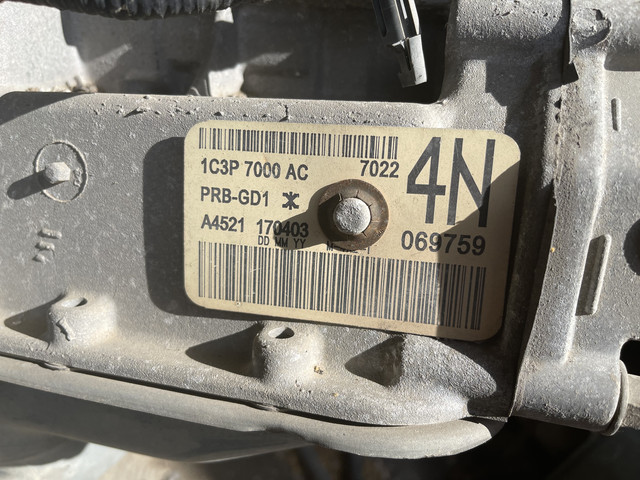 1C3P 7000 AC 7022 4N
PRB-GD1
A4521 170403 069759
DD MM YY